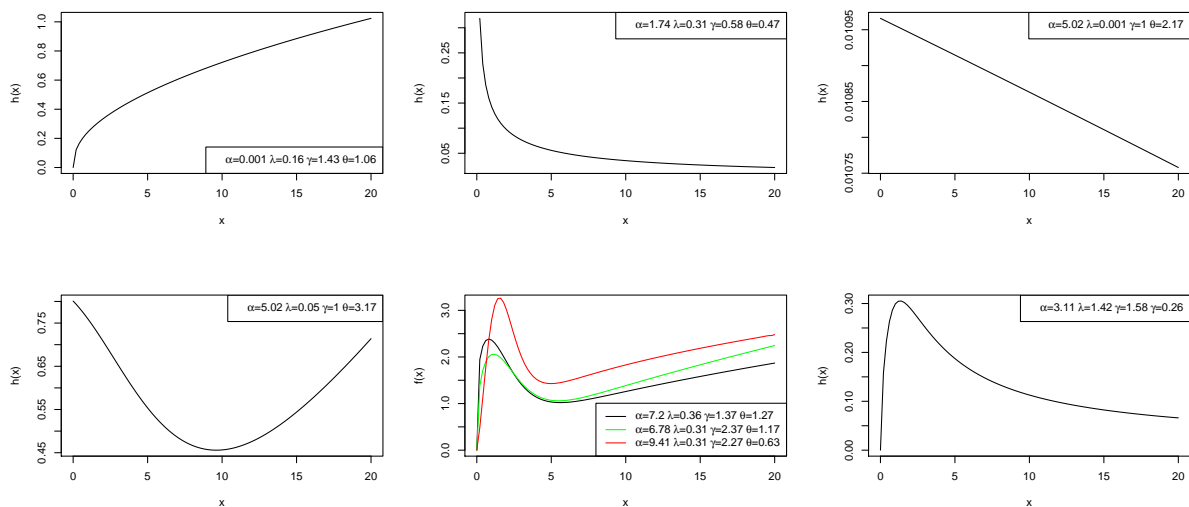 h(x)
0.0 0.2 0.4 0.6 0.8 1.0
α=0.001 λ=0.16 γ=1.43 θ=1.06
0 5 10 15 20
x
h(x)
0.05 0.15 0.25
α=1.74 λ=0.31 γ=0.58 θ=0.47
0 5 10 15 20
x
h(x)
0.01075 0.01085 0.01095
α=5.02 λ=0.001 γ=1 θ=2.17
0 5 10 15 20
x
h(x)
0.45 0.55 0.65 0.75
α=5.02 λ=0.05 γ=1 θ=3.17
0 5 10 15 20
x
f(x)
0.0 1.0 2.0 3.0
α=7.2 λ=0.36 γ=1.37 θ=1.27
α=6.78 λ=0.31 γ=2.37 θ=1.17
α=9.41 λ=0.31 γ=2.27 θ=0.63
0 5 10 15 20
x
h(x)
0.00 0.10 0.20 0.30
α=3.11 λ=1.42 γ=1.58 γ=0.26
0 5 10 15 20
x